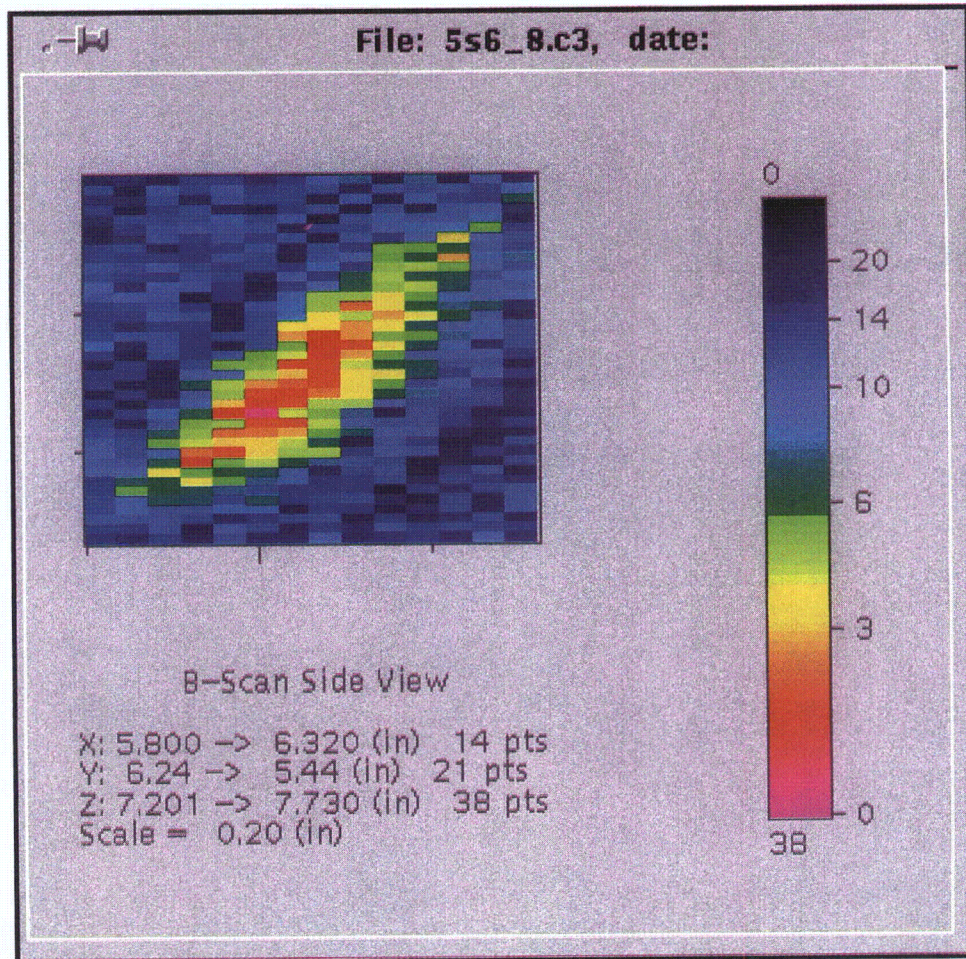 File: 5s6_8.c3, date:
0
20
14
10
6
3
0
38
B-Scan Side View
X: 5.800 -> 6.320 (in) 14 pts
Y: 6.24 -> 5.44 (in) 21 pts
Z: 7.201 -> 7.730 (in) 38 pts
Scale = 0.20 (in)